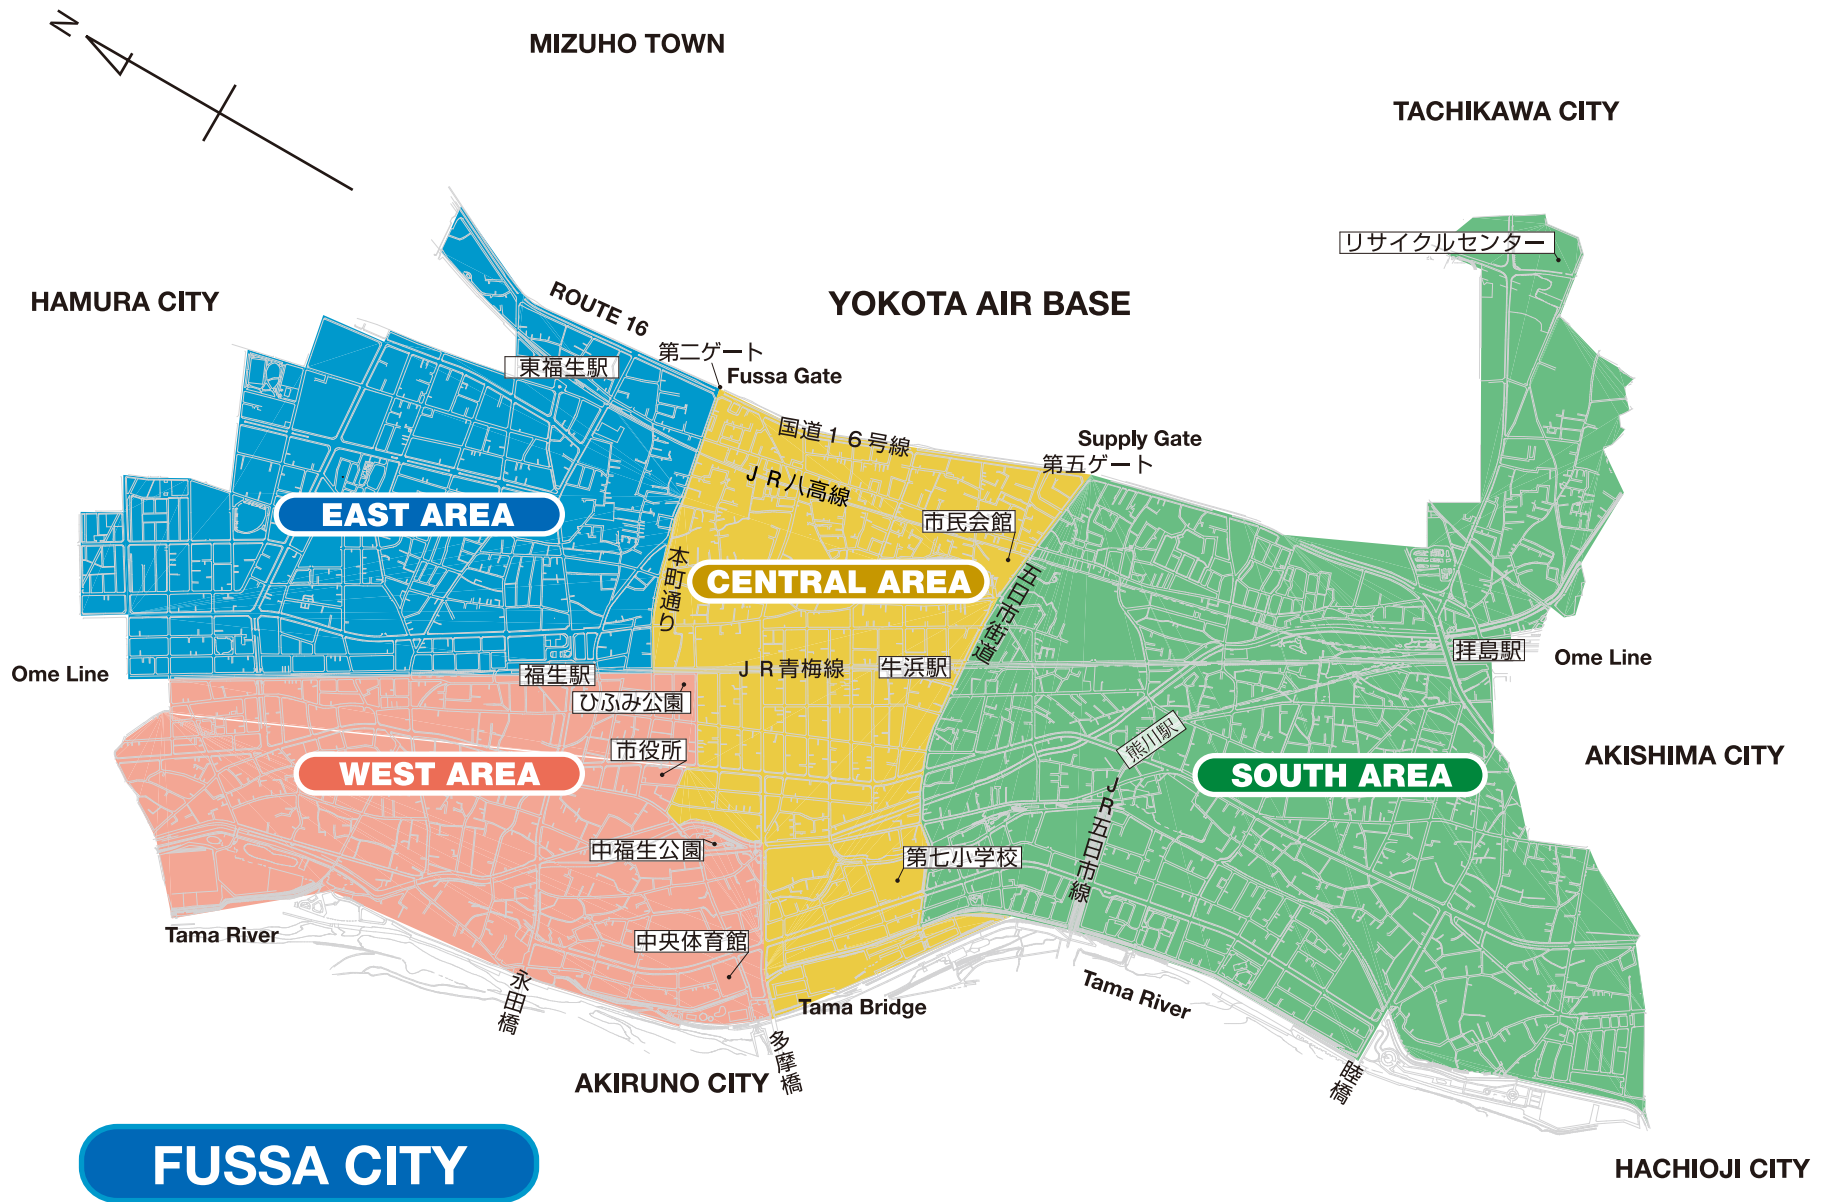 N
MIZUHO TOWN
TACHIKAWA CITY
リサイクルセンター
HAMURA CITY
ROUTE 16
YOKOTA AIR BASE
第二ゲート
東福生駅
Fussa Gate
国道16号線
Supply Gate
第五ゲート
JR八高線
EAST AREA
市民会館
本町通り
CENTRAL AREA
五日市街道
Ome Line
福生駅
JR青梅線
牛浜駅
拝島駅
Ome Line
ひふみ公園
市役所
熊川駅
WEST AREA
SOUTH AREA
AKISHIMA CITY
JR五日市線
中福生公園
第七小学校
Tama River
中央体育館
永田橋
Tama Bridge
Tama River
多摩橋
AKIRUNO CITY
睦橋
FUSSA CITY
HACHIOJI CITY